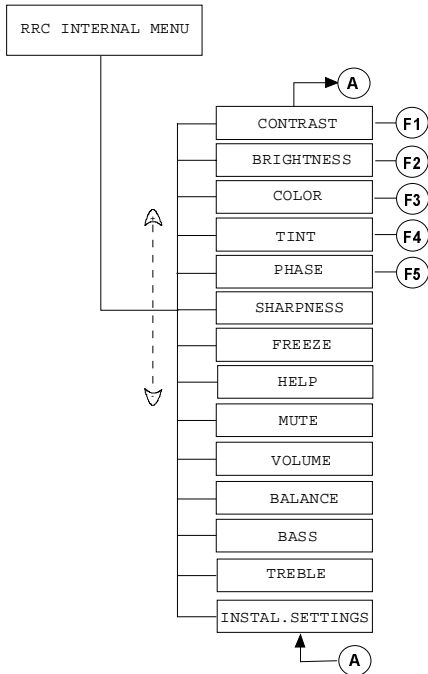 RRC INTERNAL MENU
A
CONTRAST F1
BRIGHTNESS F2
COLOR F3
+
TINT F4
PHASE F5
SHARPNESS
FREEZE
HELP
-
MUTE
VOLUME
BALANCE
BASS
TREBLE
INSTAL.SETTINGS
A